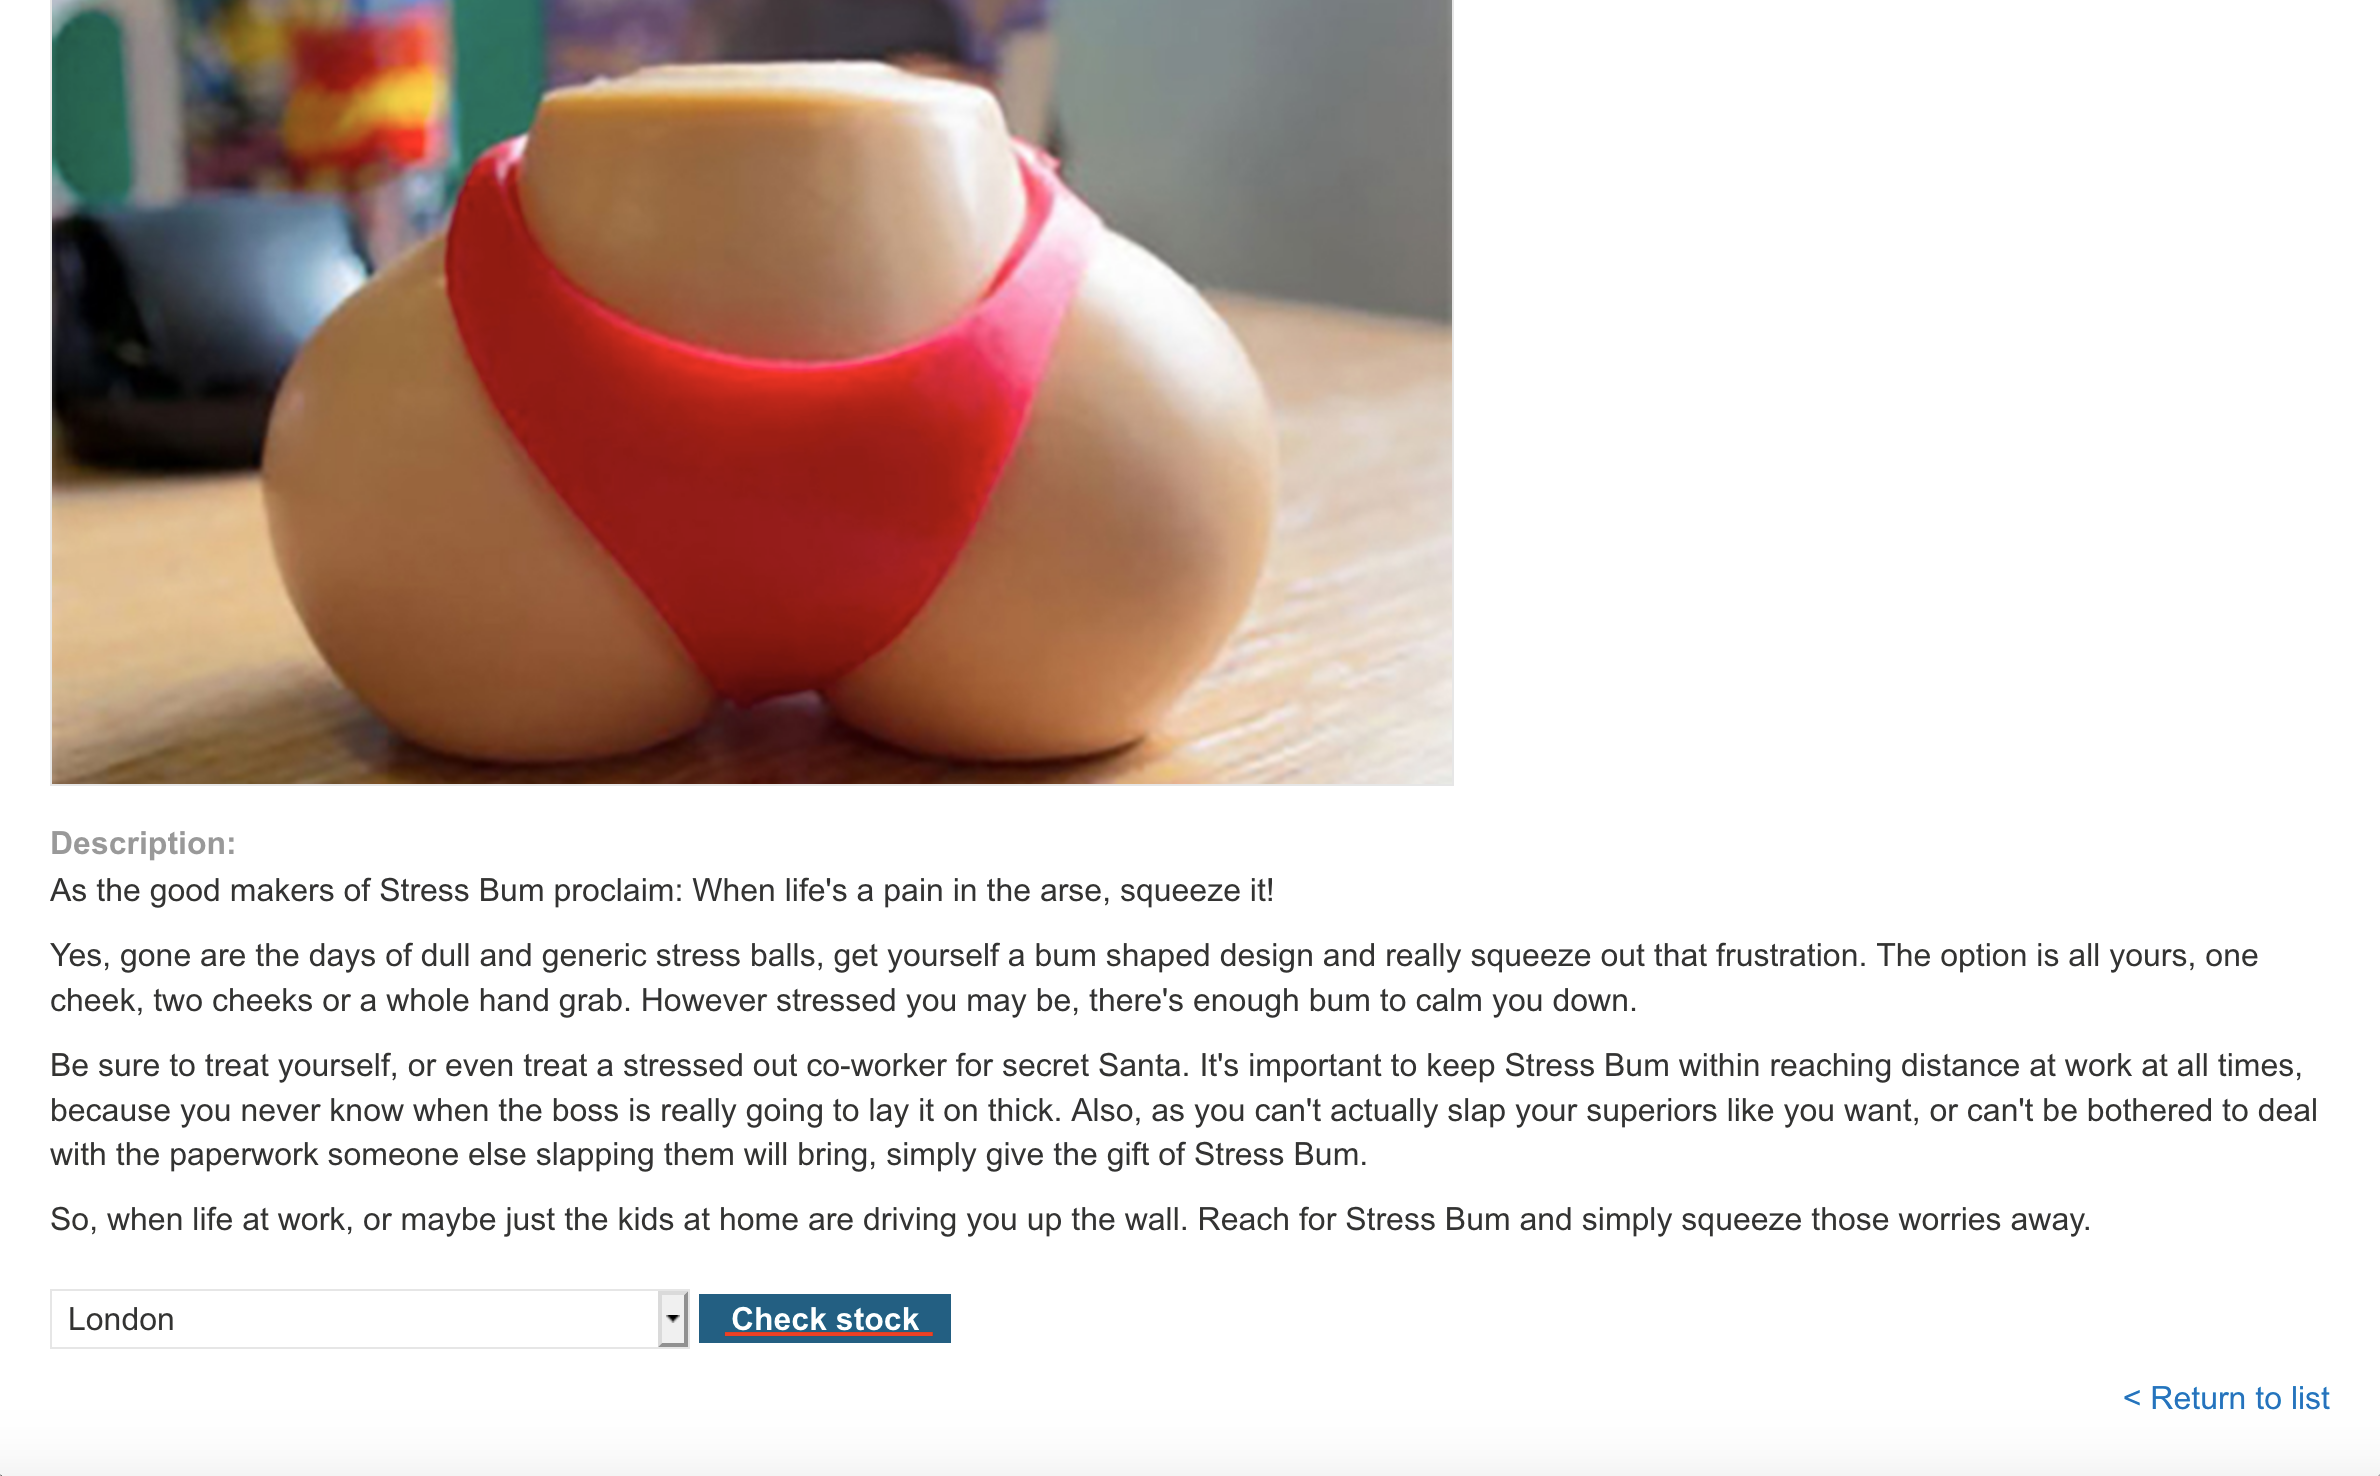 Description:
As the good makers of Stress Bum proclaim: When life's a pain in the arse, squeeze it!
Yes, gone are the days of dull and generic stress balls, get yourself a bum shaped design and really squeeze out that frustration. The option is all yours, one
cheek, two cheeks or a whole hand grab. However stressed you may be, there's enough bum to calm you down.
Be sure to treat yourself, or even treat a stressed out co-worker for secret Santa. It's important to keep Stress Bum within reaching distance at work at all times,
because you never know when the boss is really going to lay it on thick. Also, as you can't actually slap your superiors like you want, or can't be bothered to deal
with the paperwork someone else slapping them will bring, simply give the gift of Stress Bum.
So, when life at work, or maybe just the kids at home are driving you up the wall. Reach for Stress Bum and simply squeeze those worries away.
London
Check stock
< Return to list